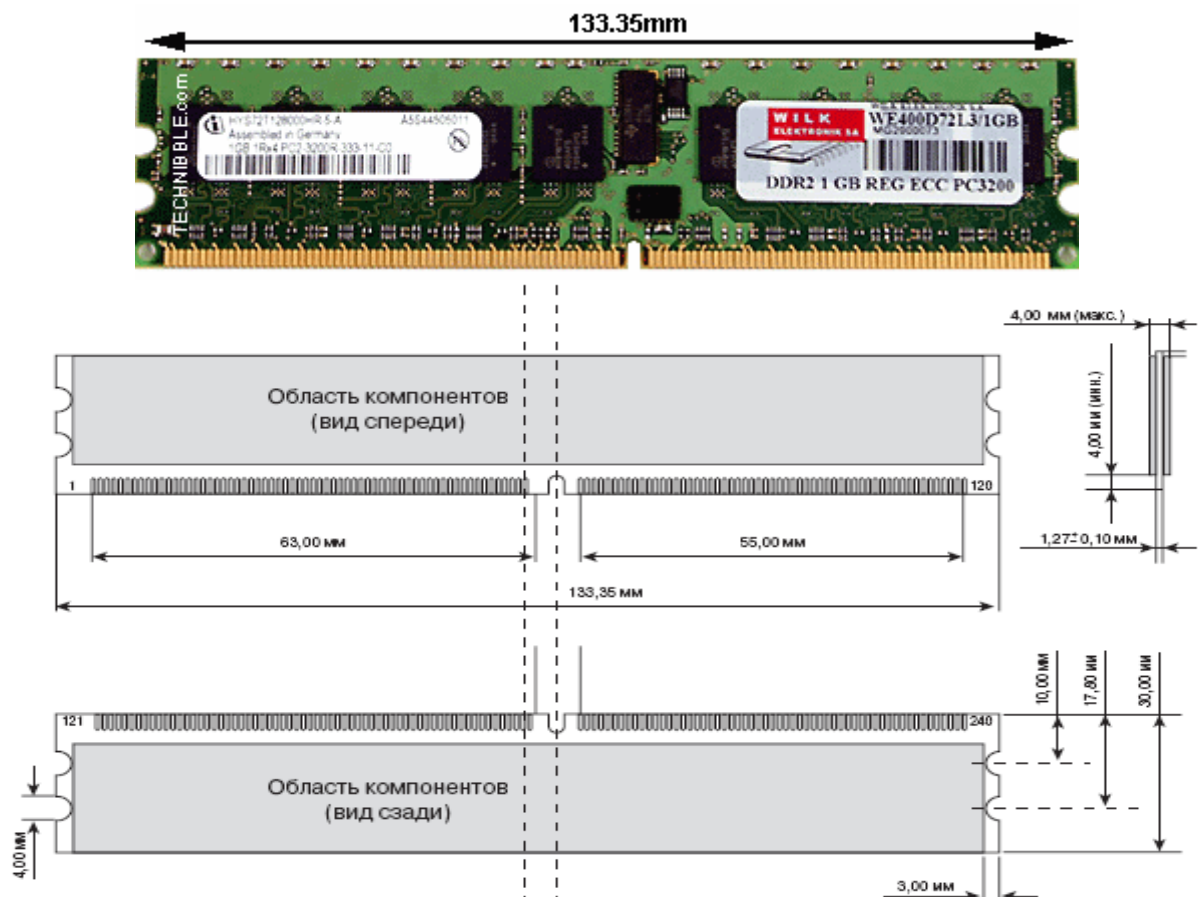 133.35mm
TECHNIBBLE.com
HYS72T128000HR-5-A A5S44505011
Assembled in Germany
1GB 1Rx4 PC2-3200R-333-11-C0
WILK ELEKTRONIK S.A.
WILK
ELEKTRONIK SA
WE400D72L3/1GB
MG2900073
DDR2 1 GB REG ECC PC3200
4,00 мм (макс.)
Область компонентов
(вид спереди)
4,00 мм (мин.)
1
120
63,00 мм
55,00 мм
1,27± 0,10 мм
133,35 мм
10,00 мм
17,80 мм
30,00 мм
121
240
Область компонентов
(вид сзади)
4,00 мм
3,00 мм